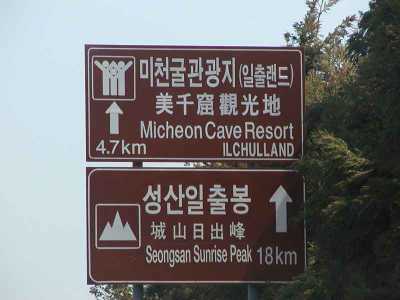 미천굴관광지(일출랜드)
美千窟觀光地
Micheon Cave Resort
4.7km ILCHULLAND
성산일출봉
城山日出峰
Seongsan Sunrise Peak 18km